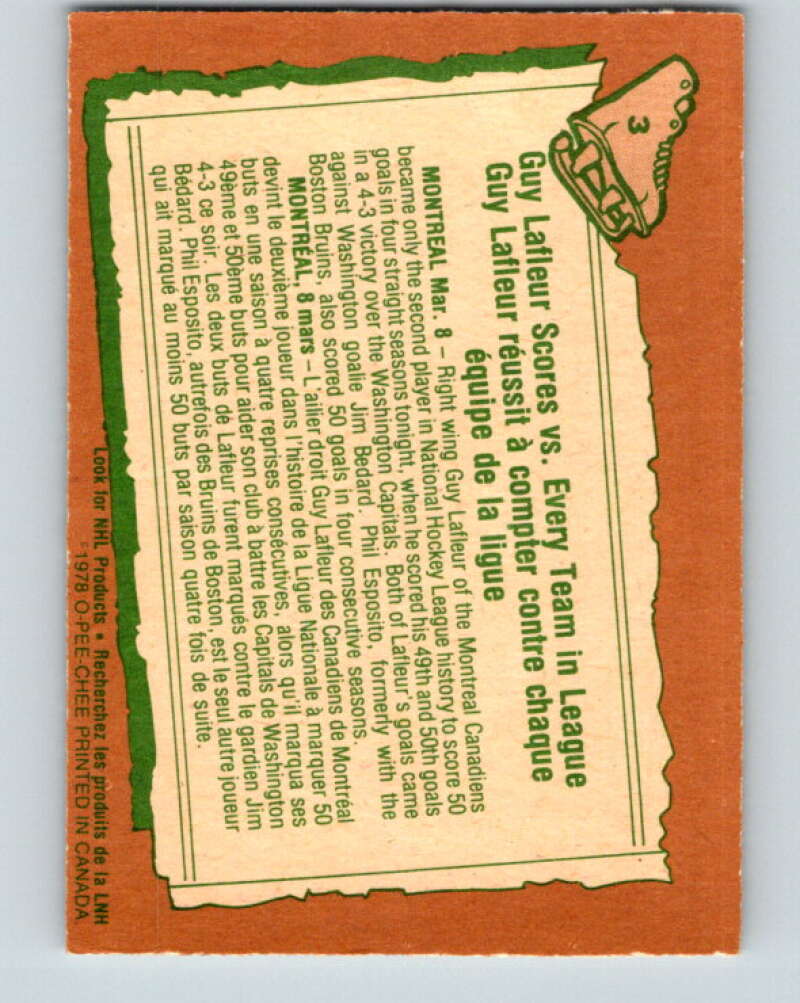 3
Guy Lafleur Scores vs. Every Team in League
Guy Lafleur réussit à compter contre chaque
équipe de la ligue
MONTREAL Mar. 8 – Right wing Guy Lafleur of the Montreal Canadiens
became only the second player in National Hockey League history to score 50
goals in four straight seasons tonight, when he scored his 49th and 50th goals
in a 4-3 victory over the Washington Capitals. Both of Lafleur's goals came
against Washington goalie Jim Bedard. Phil Esposito, formerly with the
Boston Bruins, also scored 50 goals in four consecutive seasons.
MONTRÉAL, 8 mars – L'ailier droit Guy Lafleur des Canadiens de Montréal
devint le deuxième joueur dans l'histoire de la Ligue Nationale à marquer 50
buts en une saison à quatre reprises consécutives, alors qu'il marqua ses
49ème et 50ème buts pour aider son club à battre les Capitals de Washington
4-3 ce soir. Les deux buts de Lafleur furent marqués contre le gardien Jim
Bédard. Phil Esposito, autrefois des Bruins de Boston, est le seul autre joueur
qui ait marqué au moins 50 buts par saison quatre fois de suite.
Look for NHL Products • Recherchez les produits de la LNH
©1978 O-PEE-CHEE PRINTED IN CANADA.